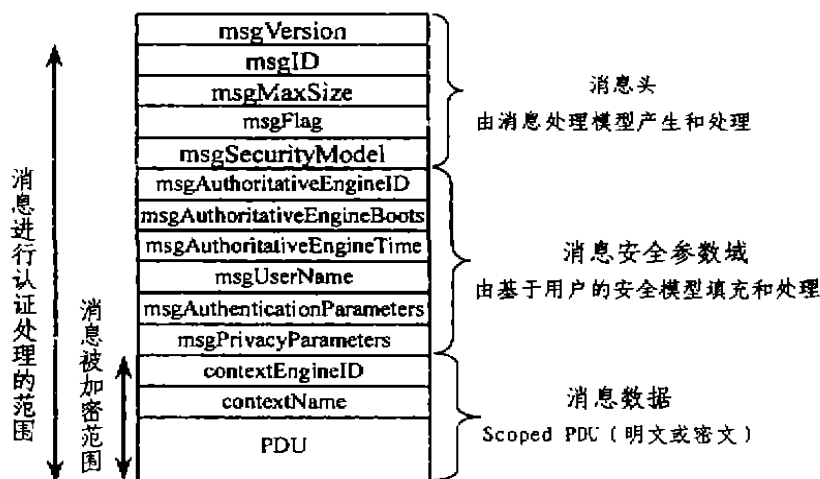 msgVersion
msgID
msgMaxSize
msgFlag
msgSecurityModel
msgAuthoritativeEngineID
msgAuthoritativeEngineBoots
msgAuthoritativeEngineTime
msgUserName
msgAuthenticationParameters
msgPrivacyParameters
contextEngineID
contextName
PDU
消息头
由消息处理模型产生和处理
消息安全参数域
由基于用户的安全模型填充和处理
消息数据
Scoped PDU（明文或密文）
消息进行认证处理的范围
消息被加密范围